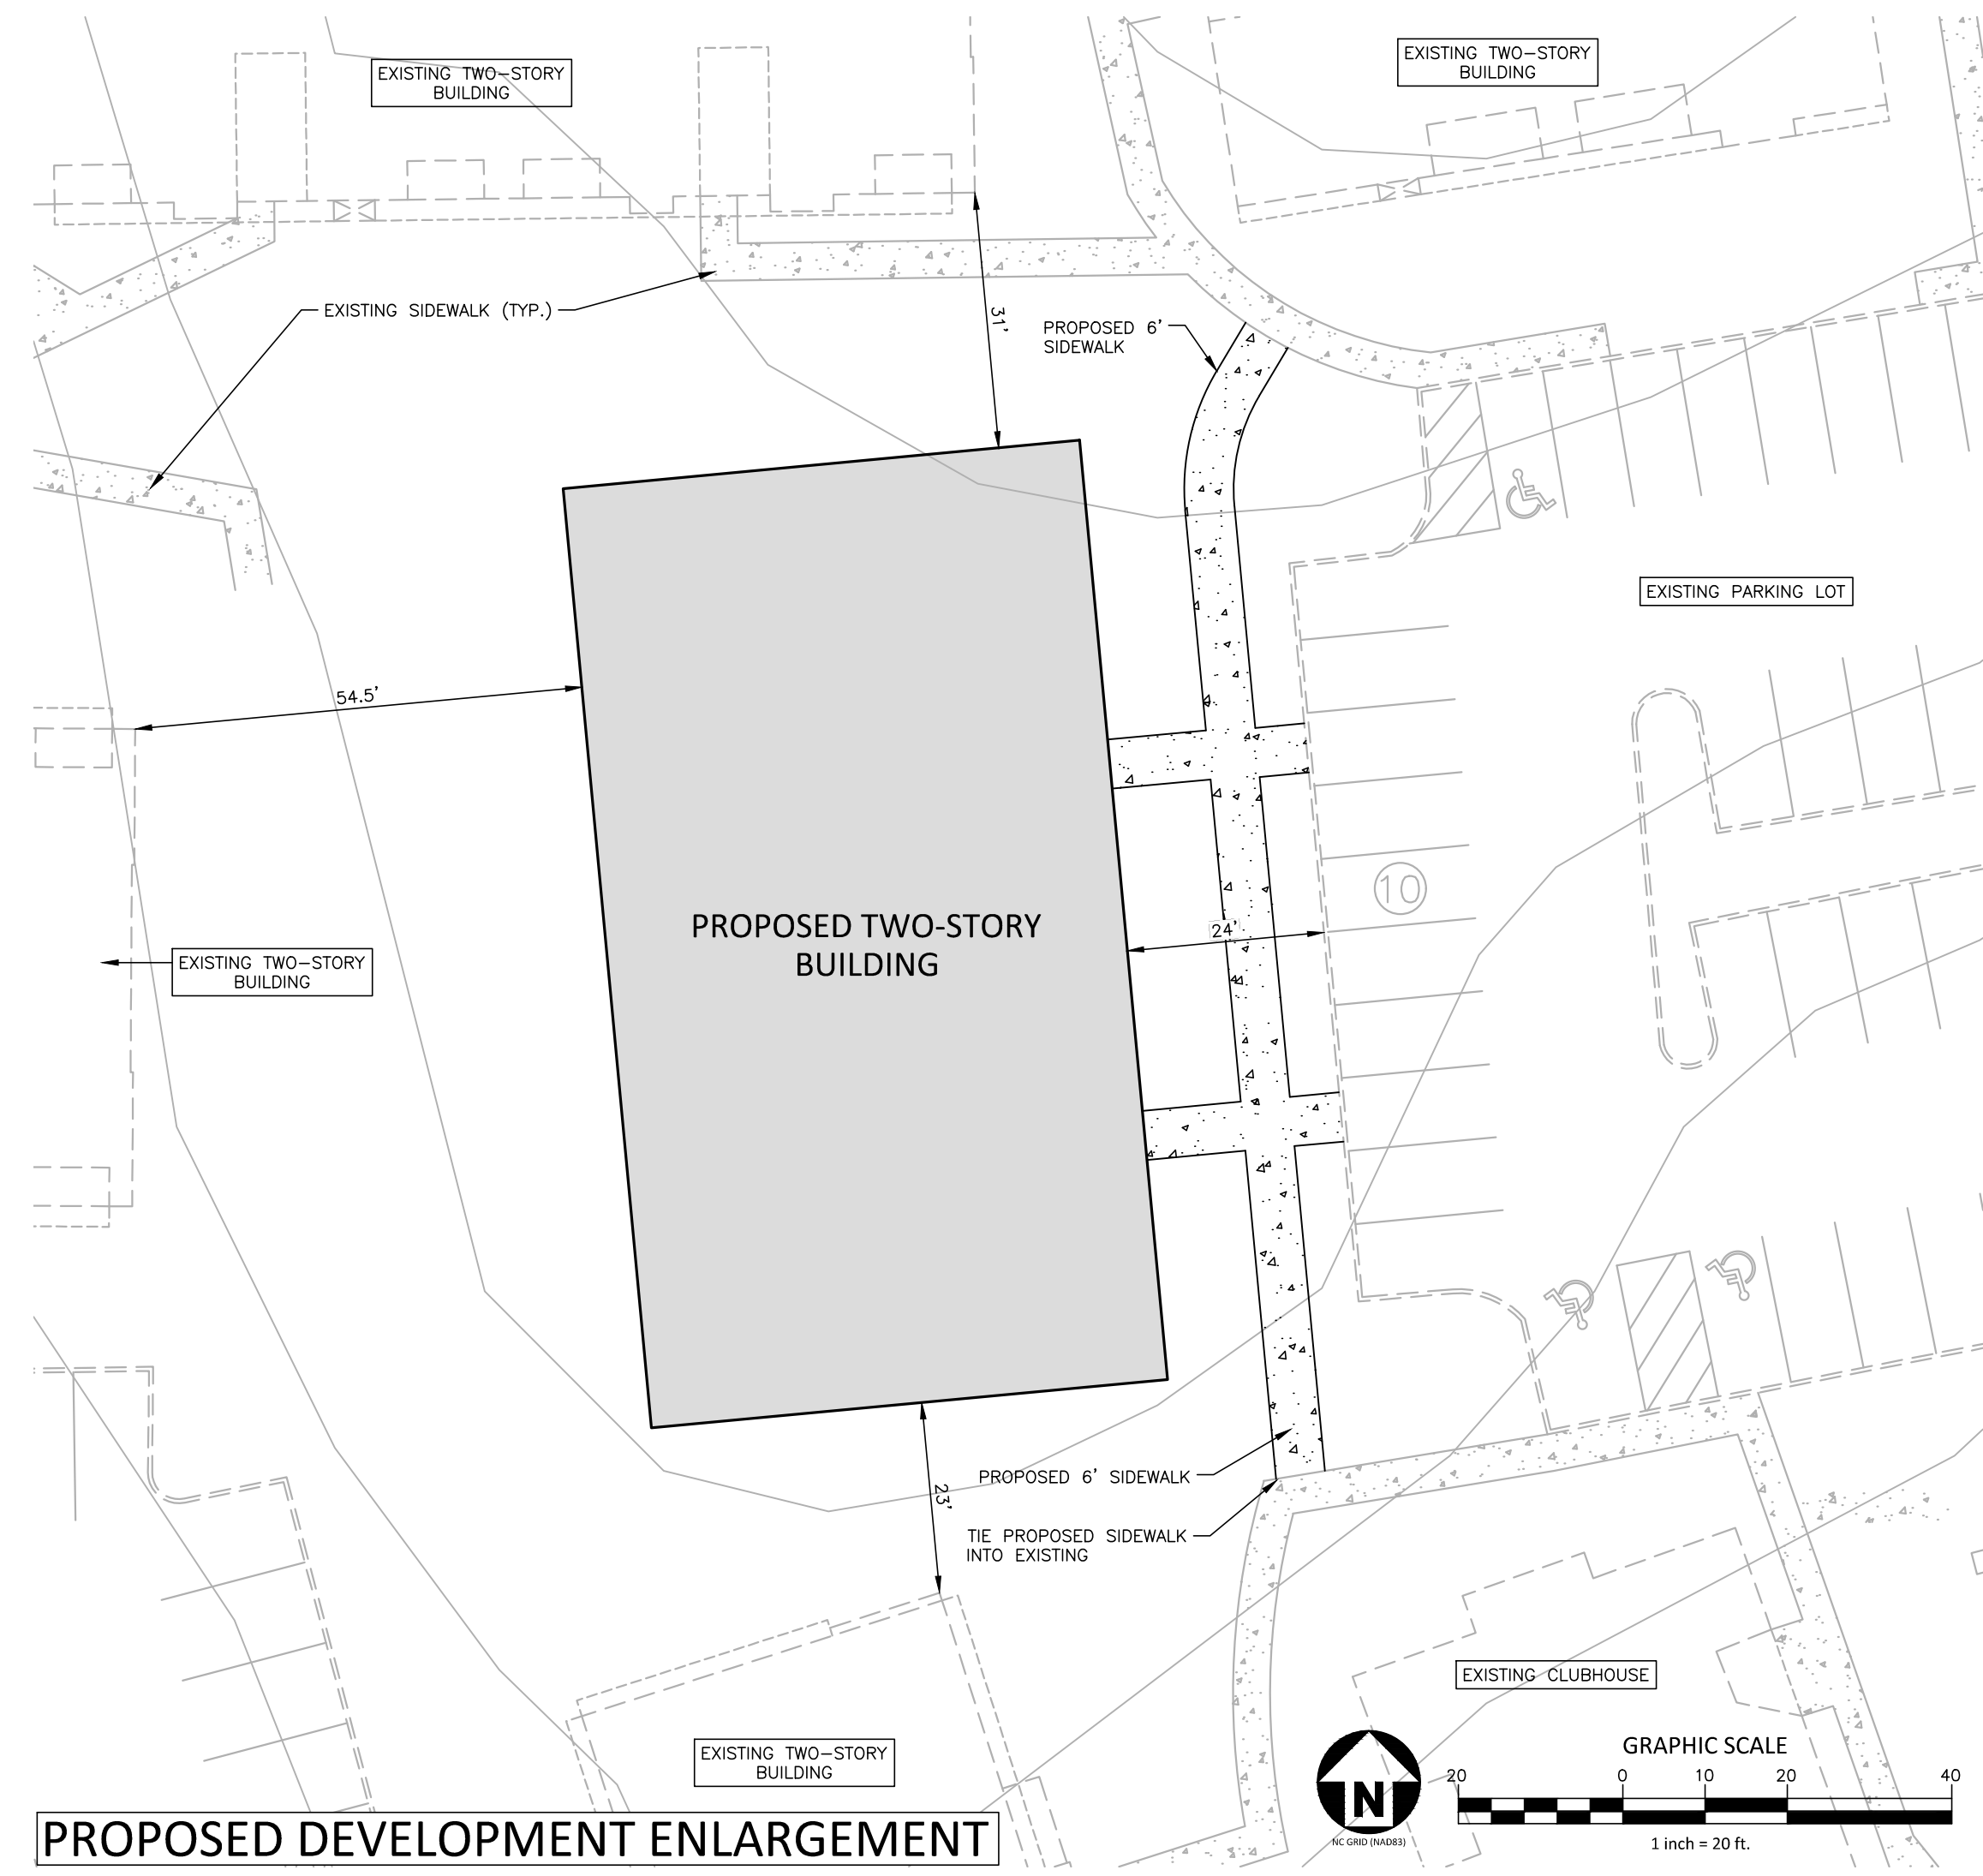 EXISTING TWO-STORY
BUILDING
EXISTING TWO-STORY
BUILDING
EXISTING SIDEWALK (TYP.)
31'
PROPOSED 6'
SIDEWALK
EXISTING PARKING LOT
54.5'
10
PROPOSED TWO-STORY
BUILDING
24'
EXISTING TWO-STORY
BUILDING
PROPOSED 6' SIDEWALK
23'
TIE PROPOSED SIDEWALK
INTO EXISTING
EXISTING CLUBHOUSE
EXISTING TWO-STORY
BUILDING
GRAPHIC SCALE
20 0 10 20 40
N
NC GRID (NAD83)
1 inch = 20 ft.
PROPOSED DEVELOPMENT ENLARGEMENT